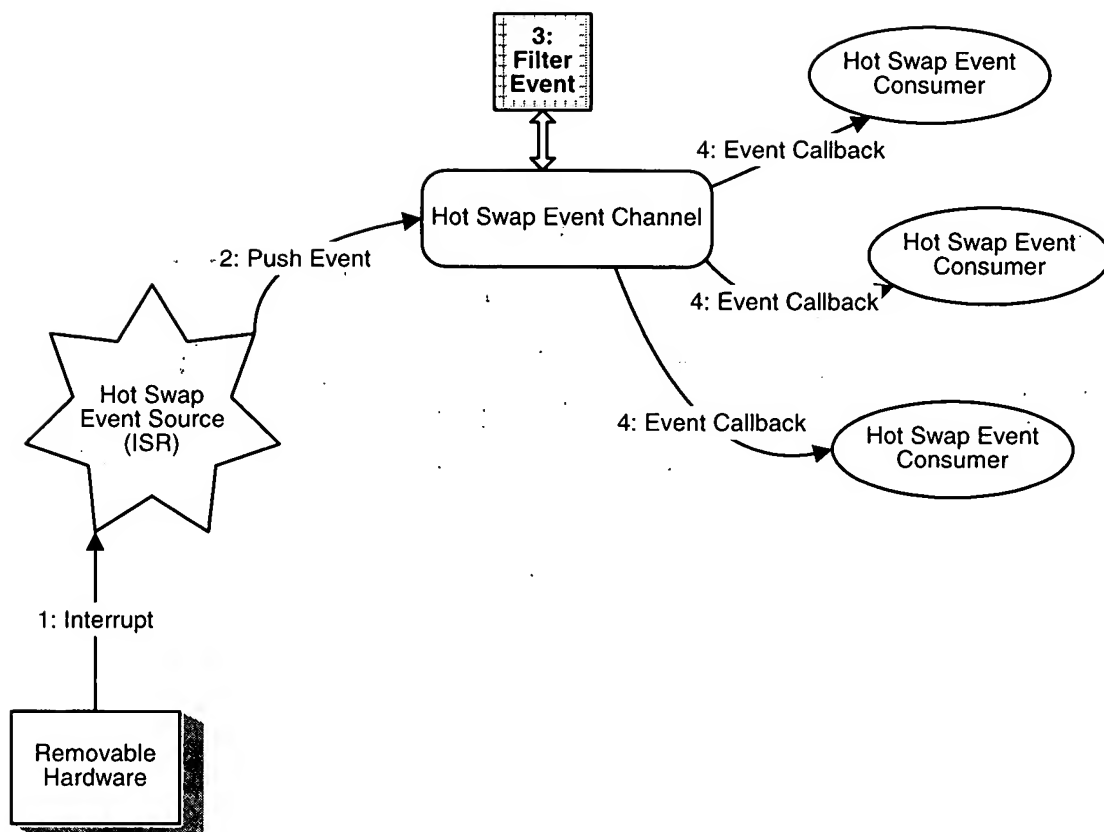 3:
Filter
Event
Hot Swap Event
Consumer
4: Event Callback
Hot Swap Event Channel
Hot Swap Event
Consumer
2: Push Event
4: Event Callback
Hot Swap
Event Source
(ISR)
4: Event Callback
Hot Swap Event
Consumer
1: Interrupt
Removable
Hardware